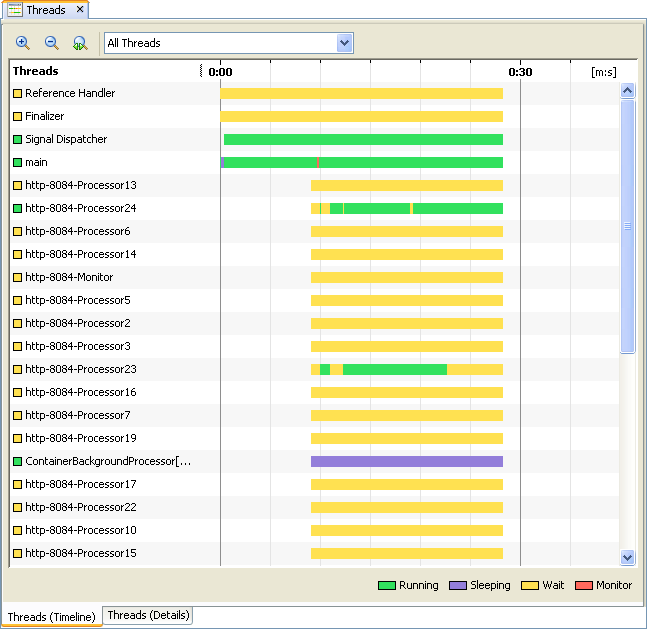 Threads
All Threads
Threads 0:00 0:30 [m:s]
Reference Handler
Finalizer
Signal Dispatcher
main
http-8084-Processor13
http-8084-Processor24
http-8084-Processor6
http-8084-Processor14
http-8084-Monitor
http-8084-Processor5
http-8084-Processor2
http-8084-Processor3
http-8084-Processor23
http-8084-Processor16
http-8084-Processor7
http-8084-Processor19
ContainerBackgroundProcessor[...
http-8084-Processor17
http-8084-Processor22
http-8084-Processor10
http-8084-Processor15
Running Sleeping Wait Monitor
Threads (Timeline) Threads (Details)